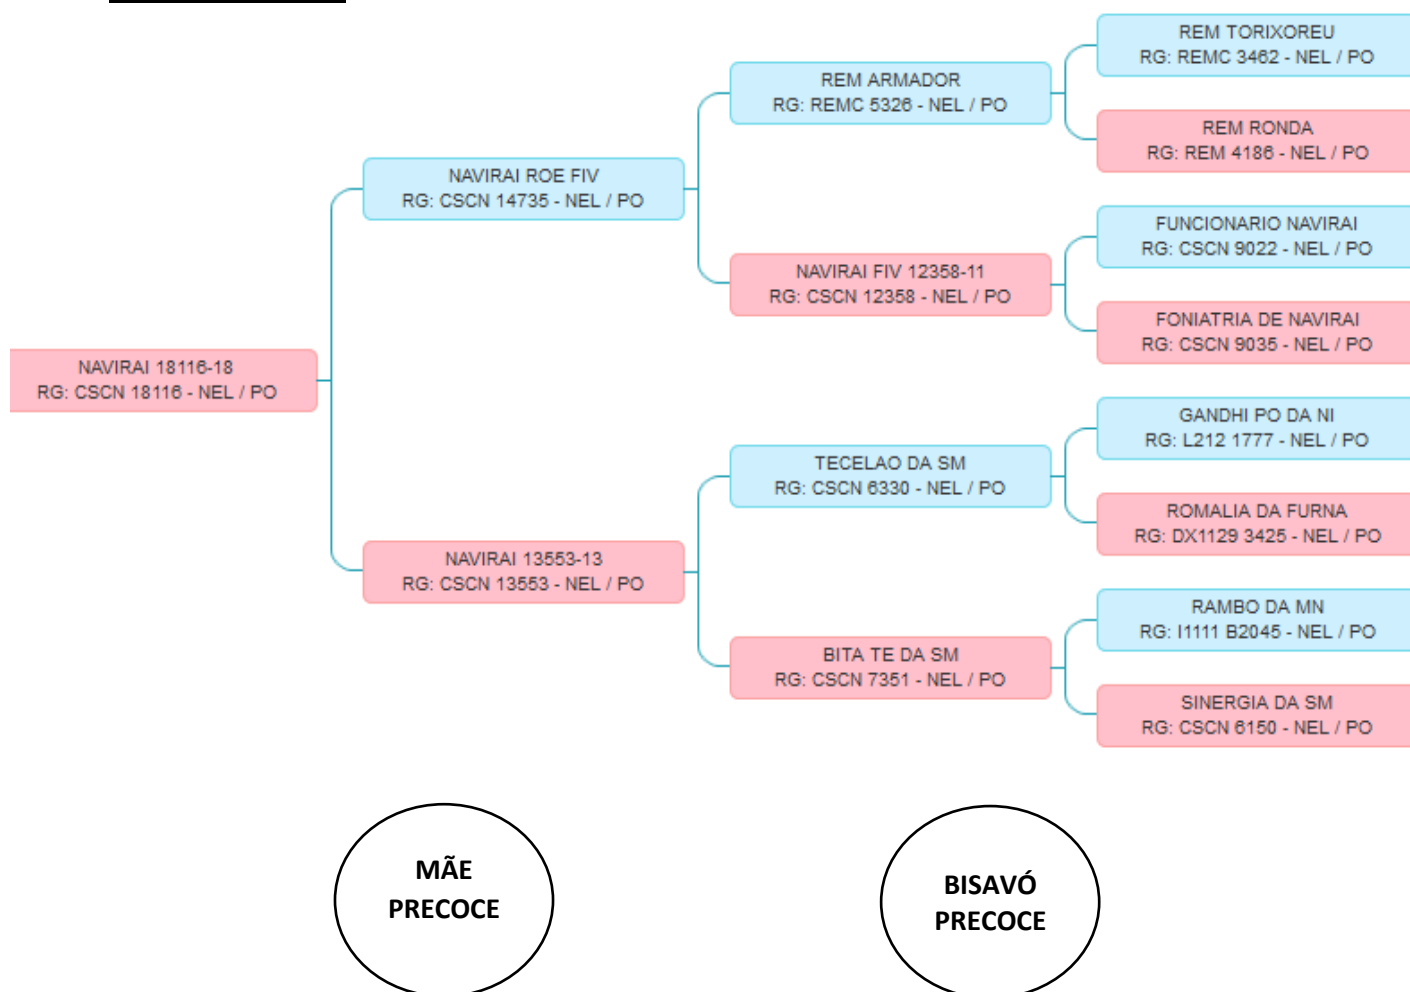 REM TORIXOREU
RG: REMC 3462 - NEL / PO
REM ARMADOR
RG: REMC 5326 - NEL / PO
REM RONDA
RG: REM 4186 - NEL / PO
NAVIRAI ROE FIV
RG: CSCN 14735 - NEL / PO
FUNCIONARIO NAVIRAI
RG: CSCN 9022 - NEL / PO
NAVIRAI FIV 12358-11
RG: CSCN 12358 - NEL / PO
FONIATRIA DE NAVIRAI
RG: CSCN 9035 - NEL / PO
NAVIRAI 18116-18
RG: CSCN 18116 - NEL / PO
GANDHI PO DA NI
RG: L212 1777 - NEL / PO
TECELAO DA SM
RG: CSCN 6330 - NEL / PO
ROMALIA DA FURNA
RG: DX1129 3425 - NEL / PO
NAVIRAI 13553-13
RG: CSCN 13553 - NEL / PO
RAMBO DA MN
RG: I1111 B2045 - NEL / PO
BITA TE DA SM
RG: CSCN 7351 - NEL / PO
SINERGIA DA SM
RG: CSCN 6150 - NEL / PO
MÃE
PRECOCE
BISAVÓ
PRECOCE